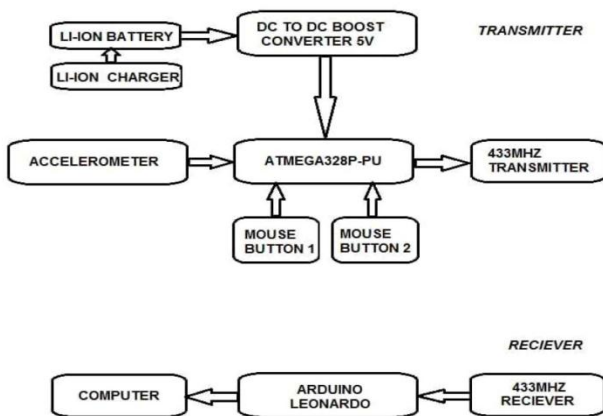 LI-ION BATTERY
DC TO DC BOOST
CONVERTER 5V
TRANSMITTER
LI-ION CHARGER
ACCELEROMETER
ATMEGA328P-PU
433MHZ
TRANSMITTER
MOUSE
BUTTON 1
MOUSE
BUTTON 2
RECIEVER
COMPUTER
ARDUINO
LEONARDO
433MHZ
RECIEVER